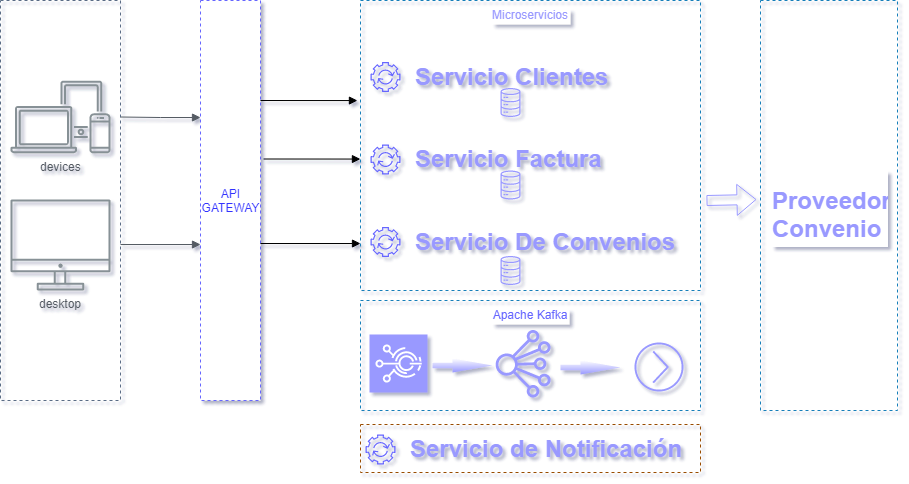 Microservicios
Servicio Clientes
devices
Servicio Factura
API
GATEWAY
Proveedor
Convenio
Servicio De Convenios
desktop
Apache Kafka
Servicio de Notificación